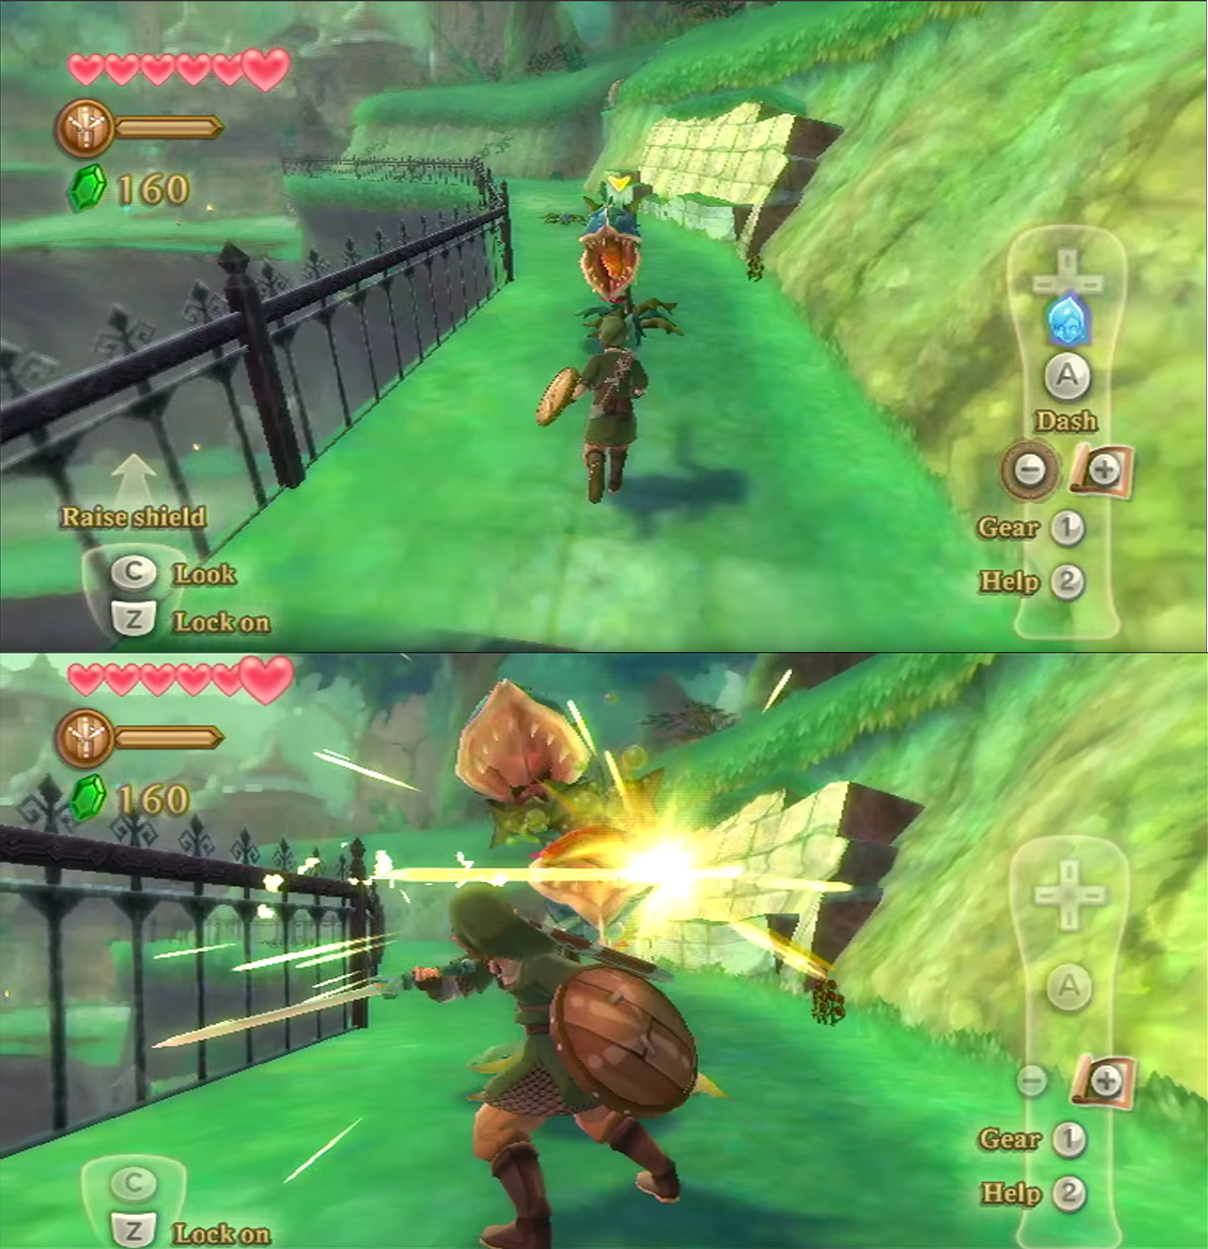 160
A
Dash
- +
Raise shield
Gear 1
C Look
Help 2
Z Lock on
160
A
- +
Gear 1
C
Help 2
Z Lock on